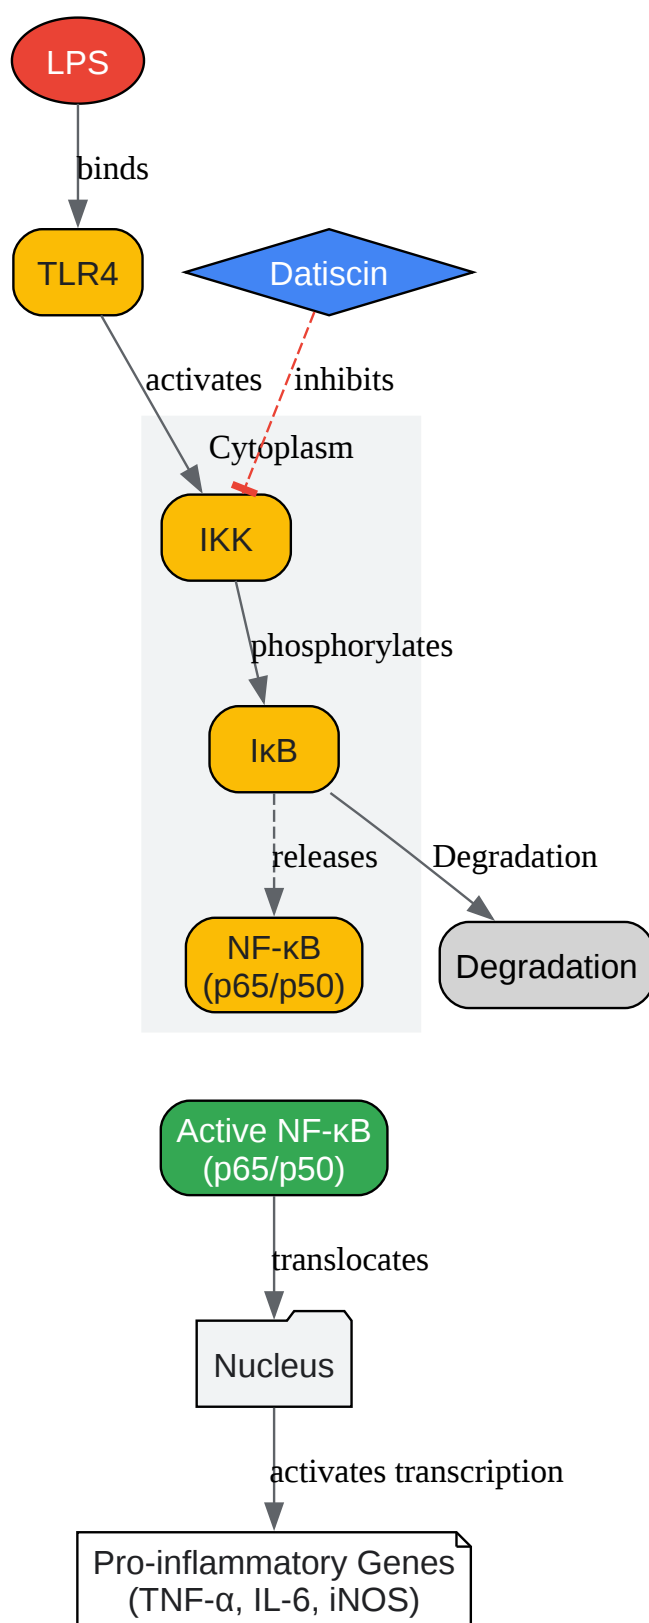 LPS
binds
TLR4
Datiscin
activates
inhibits
Cytoplasm
IKK
phosphorylates
IκB
releases
Degradation
NF-κB
(p65/p50)
Degradation
Active NF-κB
(p65/p50)
translocates
Nucleus
activates transcription
Pro-inflammatory Genes
(TNF-α, IL-6, iNOS)